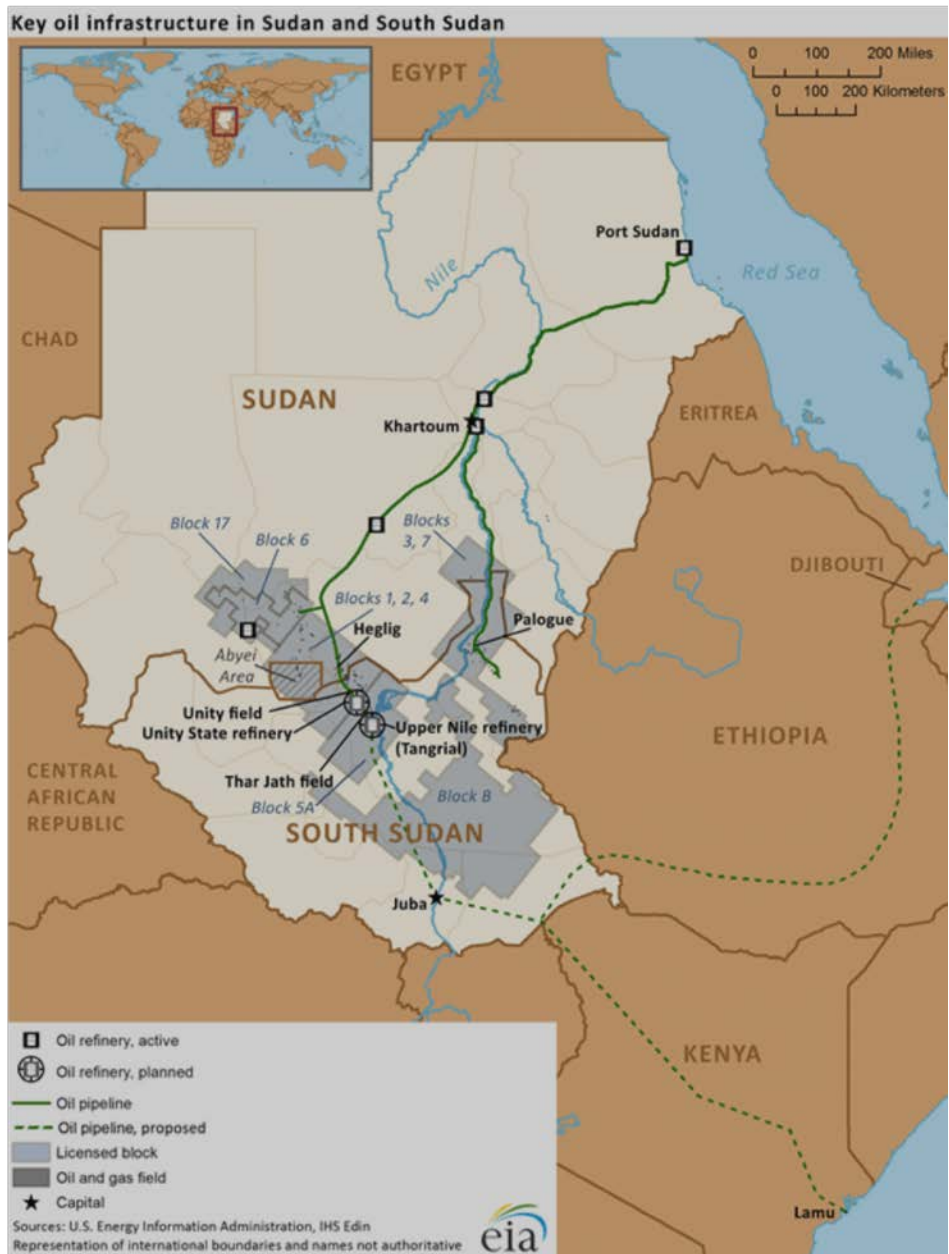 Key oil infrastructure in Sudan and South Sudan
0 100 200 Miles
0 100 200 Kilometers
EGYPT
Port Sudan
Red Sea
Nile
CHAD
SUDAN
ERITREA
Khartoum
Block 17
Block 6
Blocks
3, 7
DJIBOUTI
Blocks 1, 2, 4
Heglig
Palogue
Abyei
Area
Unity field
Unity State refinery
Upper Nile refinery
(Tangrial)
ETHIOPIA
Thar Jath field
CENTRAL
AFRICAN
REPUBLIC
Block 5A
Block B
SOUTH SUDAN
Juba
KENYA
Lamu
Oil refinery, active
Oil refinery, planned
Oil pipeline
Oil pipeline, proposed
Licensed block
Oil and gas field
Capital
Sources: U.S. Energy Information Administration, IHS Edin
Representation of international boundaries and names not authoritative
eia